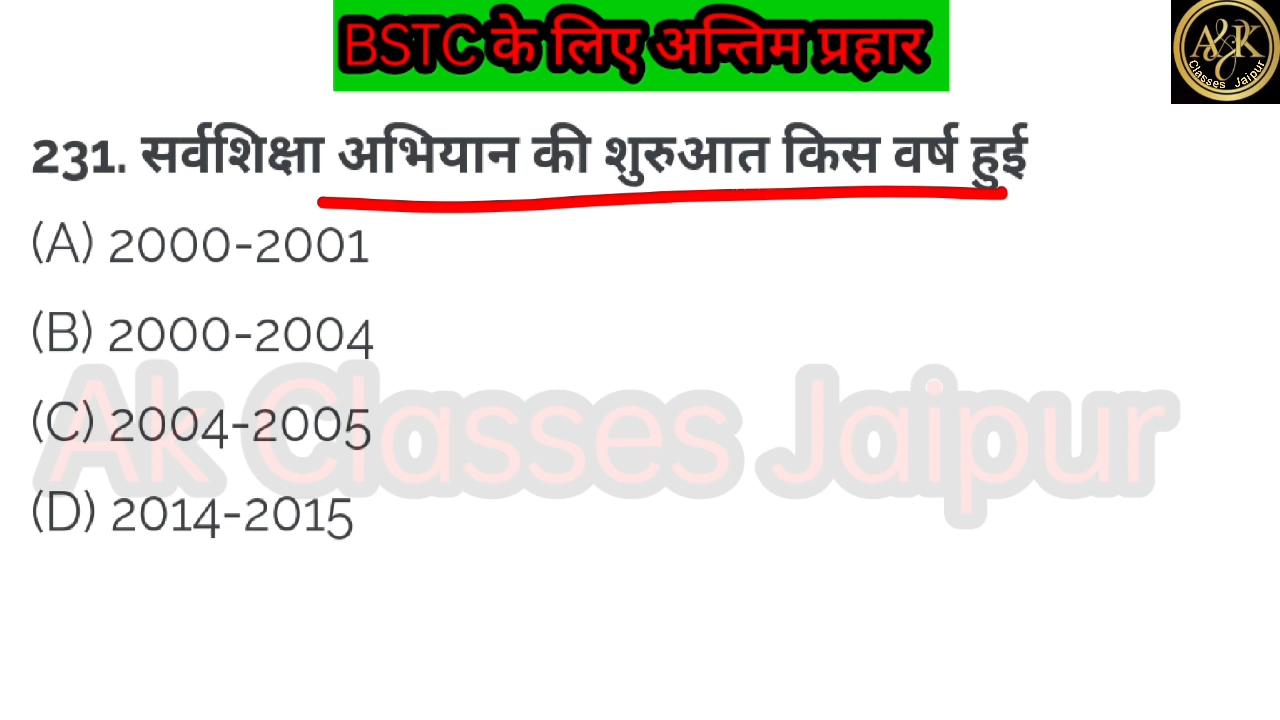 BSTC के लिए अन्तिम प्रहार
A&K
Classes Jaipur
231. सर्वशिक्षा अभियान की शुरुआत किस वर्ष हुई
(A) 2000-2001
(B) 2000-2004
(C) 2004-2005
(D) 2014-2015
Ak Classes Jaipur